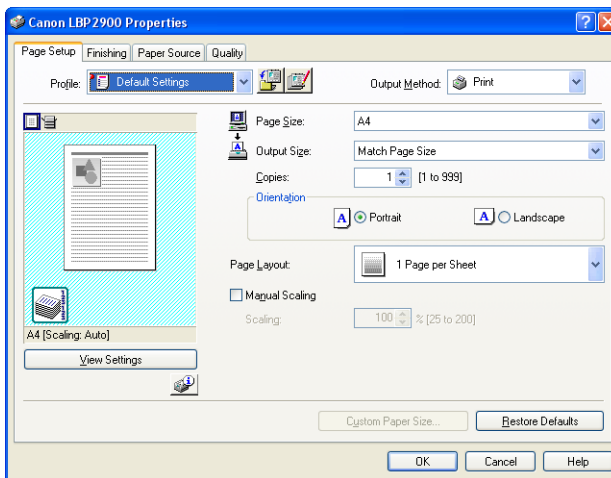 Canon LBP2900 Properties
Page Setup Finishing Paper Source Quality
Profile: Default Settings Output Method: Print
Page Size: A4
Output Size: Match Page Size
Copies: 1 [1 to 999]
Orientation
A Portrait A Landscape
Page Layout: 1 Page per Sheet
Manual Scaling
Scaling: 100 % [25 to 200]
A4 [Scaling: Auto]
View Settings
Custom Paper Size... Restore Defaults
OK Cancel Help